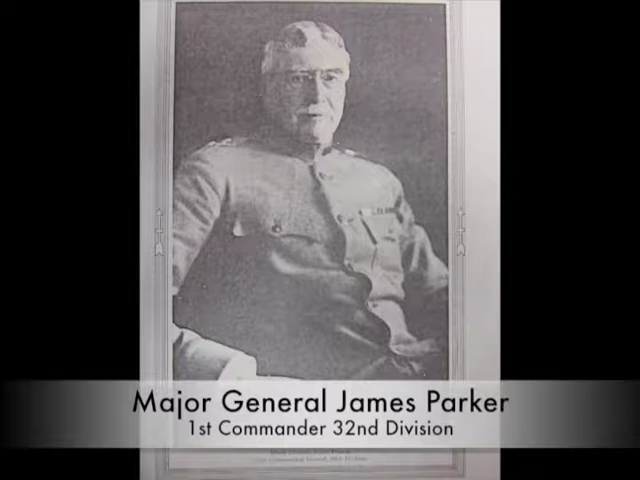 Major General James Parker
1st Commander 32nd Division